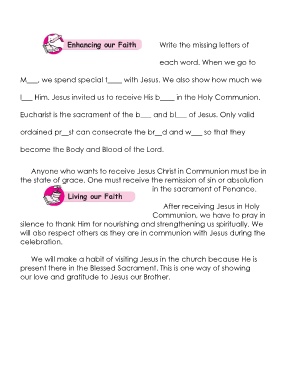 Enhancing our Faith
Write the missing letters of
each word. When we go to
M___, we spend special t____ with Jesus. We also show how much we
l___ Him. Jesus invited us to receive His b____ in the Holy Communion.
Eucharist is the sacrament of the b___ and bl___ of Jesus. Only valid
ordained pr__st can consecrate the br__d and w___ so that they
become the Body and Blood of the Lord.
Anyone who wants to receive Jesus Christ in Communion must be in
the state of grace. One must receive the remission of sin or absolution
in the sacrament of Penance.
Living our Faith
After receiving Jesus in Holy
Communion, we have to pray in
silence to thank Him for nourishing and strengthening us spiritually. We
will also respect others as they are in communion with Jesus during the
celebration.
We will make a habit of visiting Jesus in the church because He is
present there in the Blessed Sacrament. This is one way of showing
our love and gratitude to Jesus our Brother.